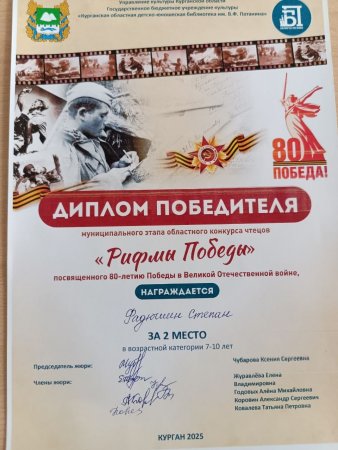 Управление культуры Курганской области
Государственное бюджетное учреждение культуры
«Курганская областная детско-юношеская библиотека им. В.Ф. Потанина»
80
ПОБЕДА!
ДИПЛОМ ПОБЕДИТЕЛЯ
муниципального этапа областного конкурса чтецов
«Рифмы Победы»
посвященного 80-летию Победы в Великой Отечественной войне,
НАГРАЖДАЕТСЯ
Фадюшин Степан
ЗА 2 МЕСТО
в возрастной категории 7-10 лет
Председатель жюри: Чубарова Ксения Сергеевна
Члены жюри: Журавлёва Елена
Владимировна
Годовых Алёна Михайловна
Коровин Александр Сергеевич
Ковалева Татьяна Петровна
КУРГАН 2025